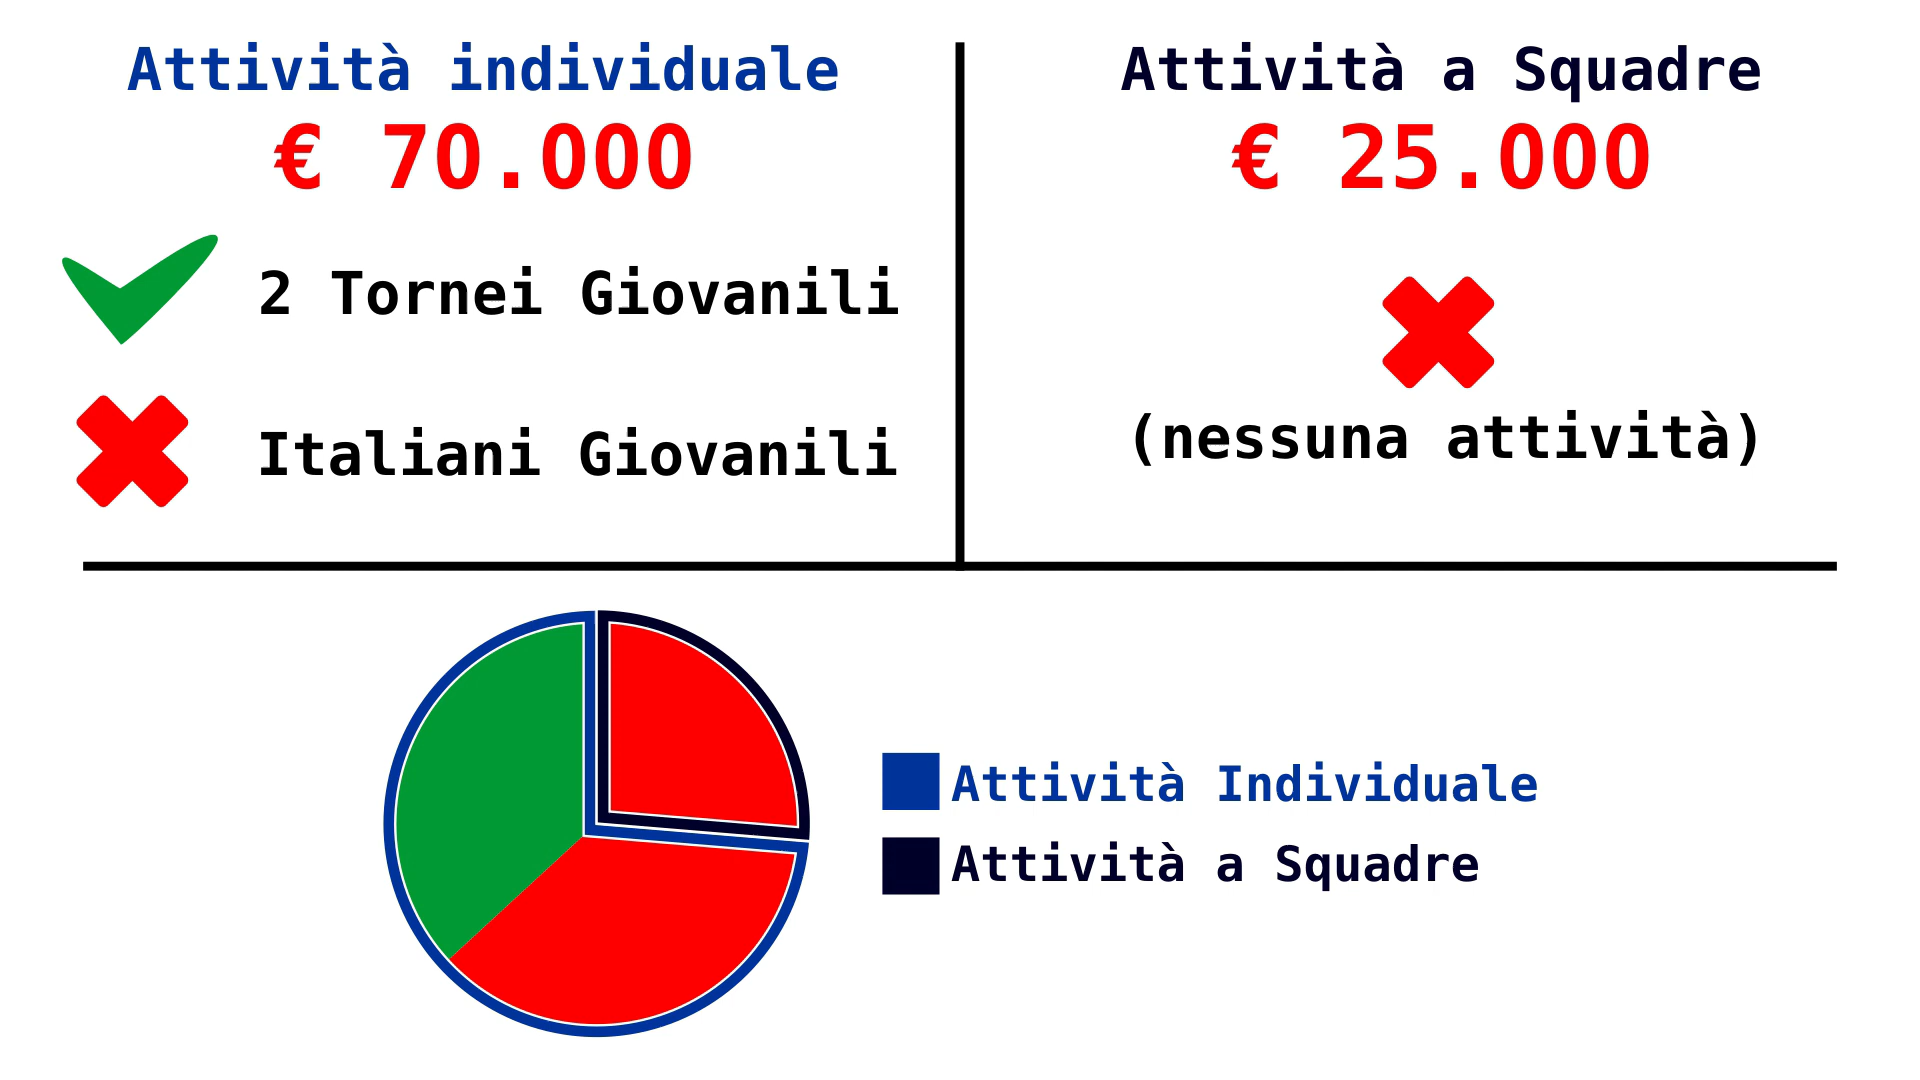 Attività individuale
€ 70.000
2 Tornei Giovanili
Italiani Giovanili
Attività a Squadre
€ 25.000
(nessuna attività)
Attività Individuale
Attività a Squadre